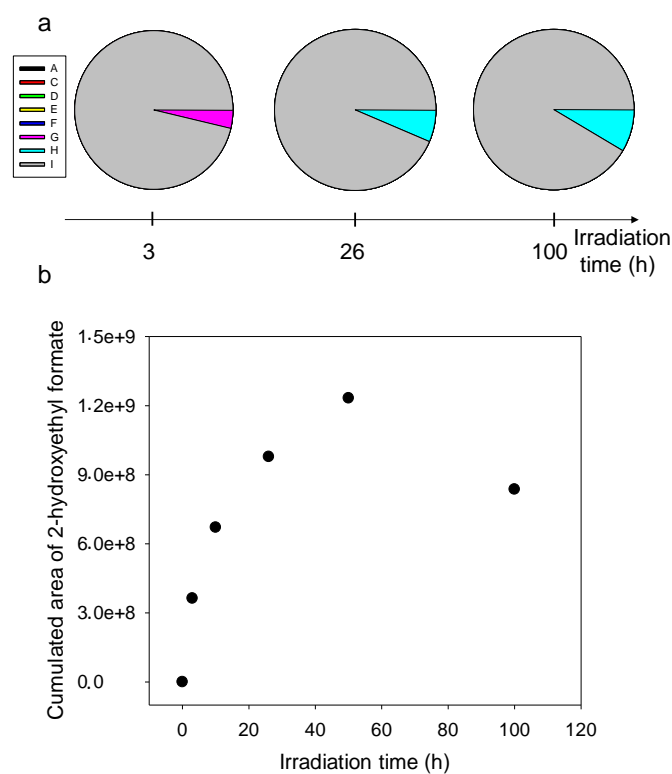 a
A
C
D
E
F
G
H
I
3
26
100
Irradiation
time (h)
b
Cumulated area of 2-hydroxyethyl formate
1.5e+9
1.2e+9
9.0e+8
6.0e+8
3.0e+8
0.0
0 20 40 60 80 100 120
Irradiation time (h)